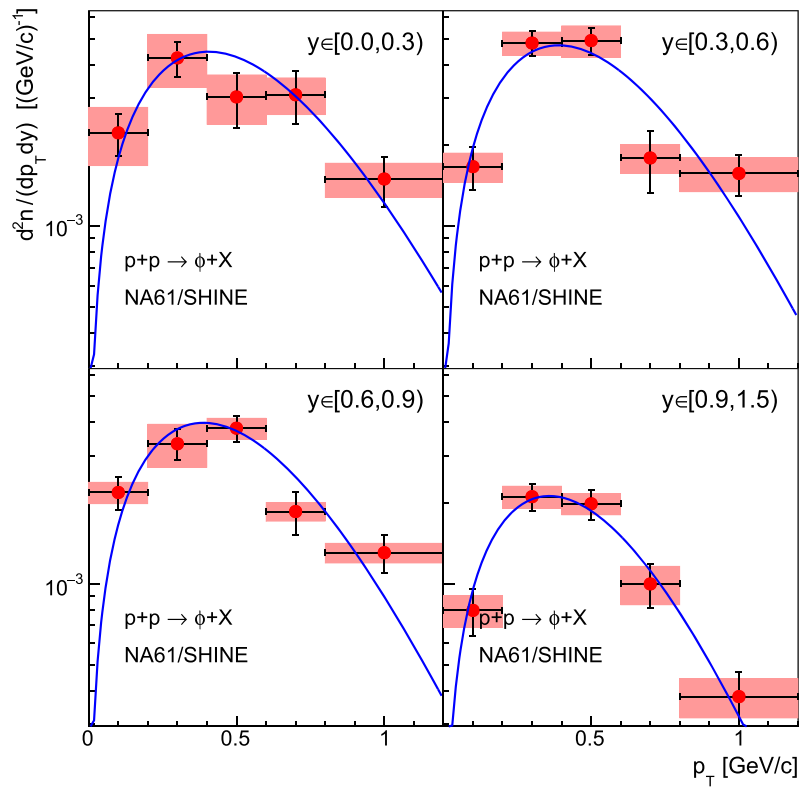 d²n/(dp_T dy) [(GeV/c)⁻¹]
y∈[0.0,0.3)
y∈[0.3,0.6)
10⁻³
p+p → ϕ+X
NA61/SHINE
p+p → ϕ+X
NA61/SHINE
y∈[0.6,0.9)
y∈[0.9,1.5)
10⁻³
p+p → ϕ+X
NA61/SHINE
p+p → ϕ+X
NA61/SHINE
0 0.5 1 0.5 1
p_T [GeV/c]